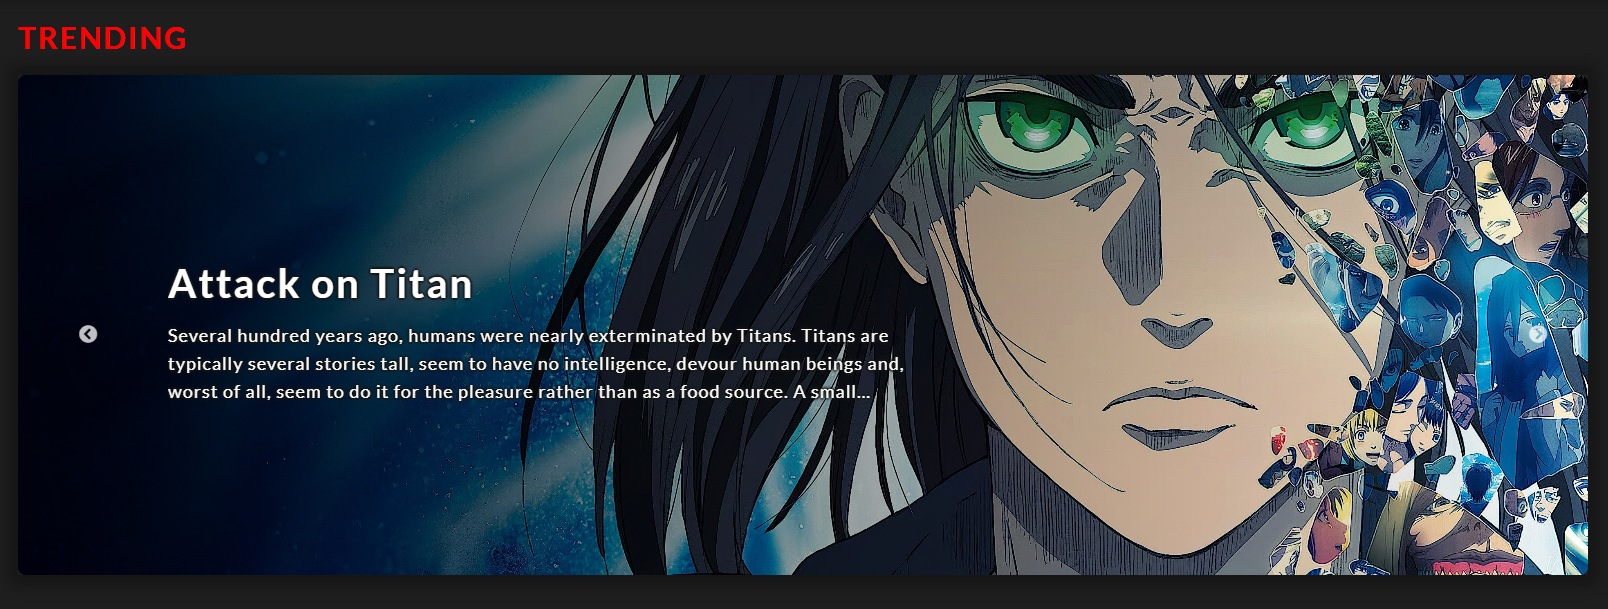 TRENDING
Attack on Titan
Several hundred years ago, humans were nearly exterminated by Titans. Titans are
typically several stories tall, seem to have no intelligence, devour human beings and,
worst of all, seem to do it for the pleasure rather than as a food source. A small...